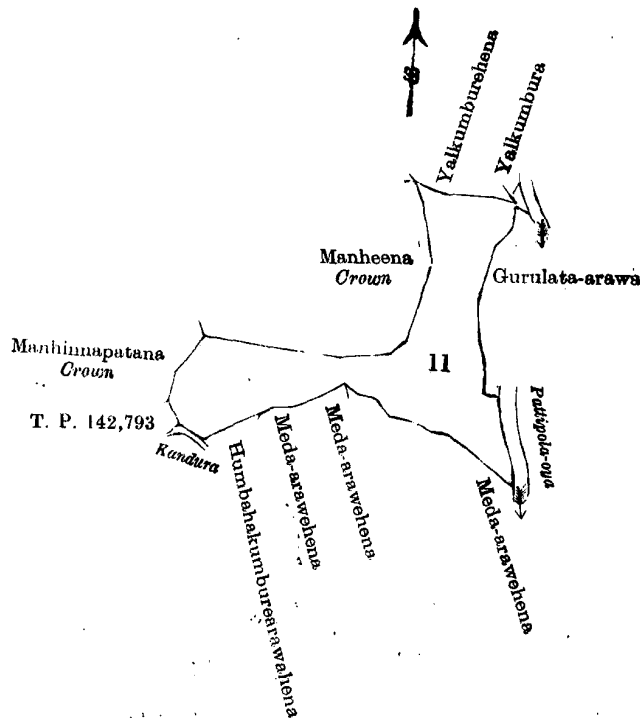 Yalkumburehena
Yalkumbura
Manheena
Crown
Gurulata-arawa
Manhinnapatana
Crown
11
T. P. 142,793
Kandura
Pattipola-oya
Humbahakumburearawahena
Meda-arawehena
Meda-arawehena
Meda-arawehena